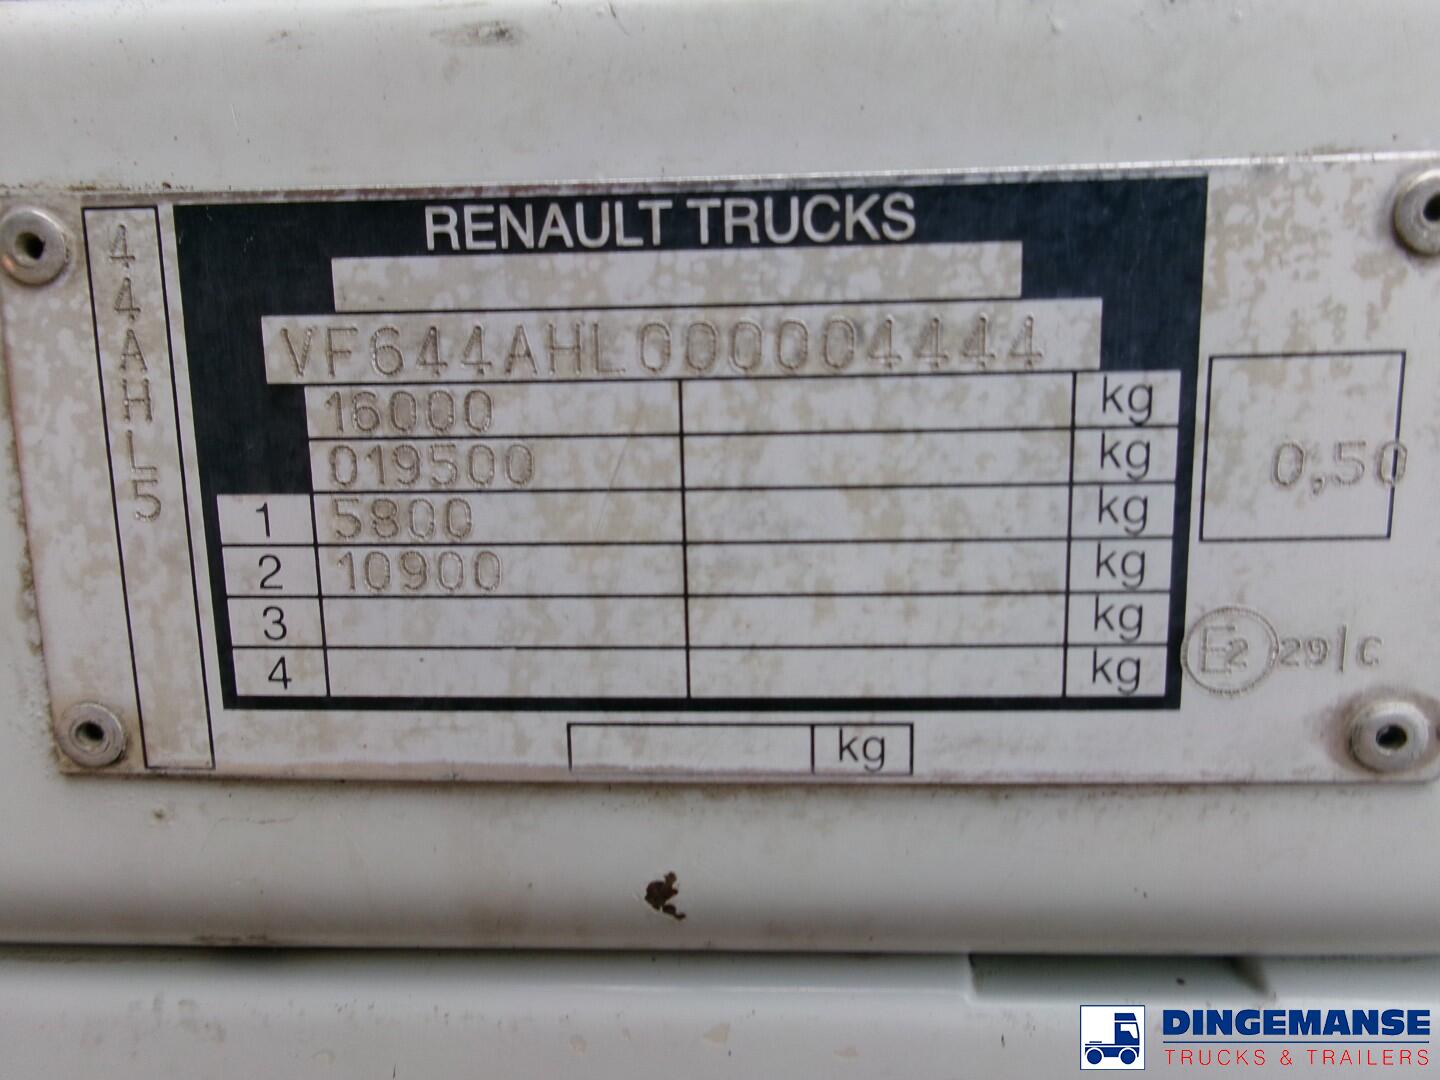 RENAULT TRUCKS
44AHL5
VF644AHL000004444
16000 kg
019500 kg
1 5800 kg
2 10900 kg
3 kg
4 kg
kg
0,50
E2 29|C
DINGEMANSE
TRUCKS & TRAILERS